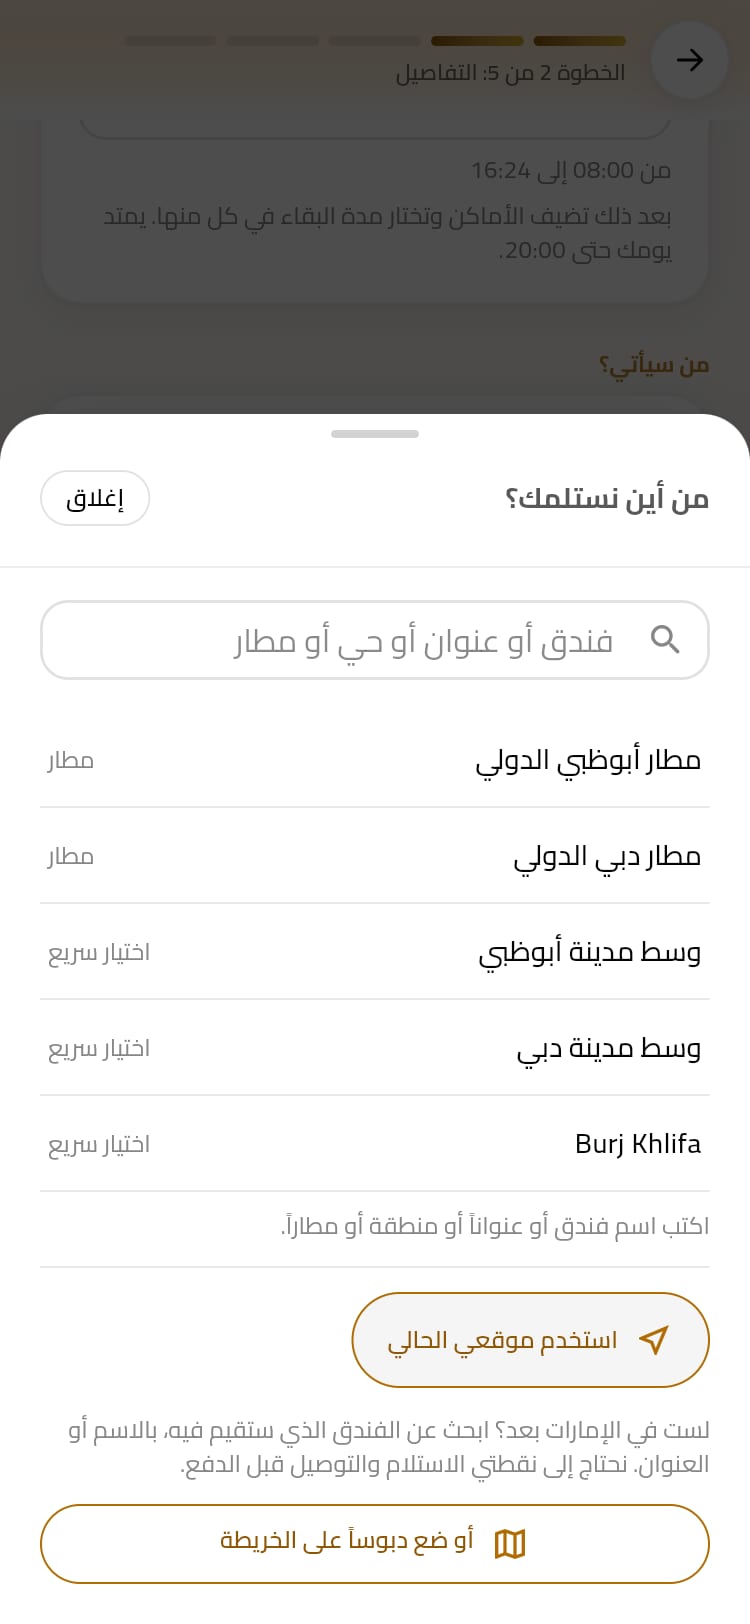 الخطوة 2 من 5: التفاصيل
من 08:00 إلى 16:24
بعد ذلك تضيف الأماكن وتختار مدة البقاء في كل منها. يمتد
يومك حتى 20:00.
من سيأتي؟
من أين نستلمك؟
إغلاق
فندق أو عنوان أو حي أو مطار
مطار أبوظبي الدولي
مطار
مطار دبي الدولي
مطار
وسط مدينة أبوظبي
اختيار سريع
وسط مدينة دبي
اختيار سريع
Burj Khlifa
اختيار سريع
اكتب اسم فندق أو عنواناً أو منطقة أو مطاراً.
استخدم موقعي الحالي
لست في الإمارات بعد؟ ابحث عن الفندق الذي ستقيم فيه، بالاسم أو
العنوان. نحتاج إلى نقطتي الاستلام والتوصيل قبل الدفع.
أو ضع دبوساً على الخريطة